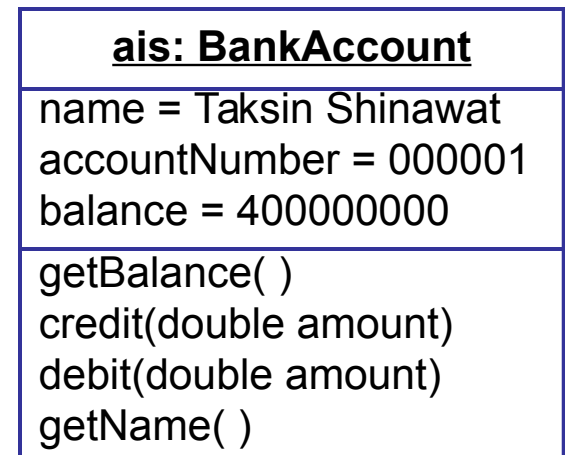 ais: BankAccount
name = Taksin Shinawat
accountNumber = 000001
balance = 400000000
getBalance( )
credit(double amount)
debit(double amount)
getName( )